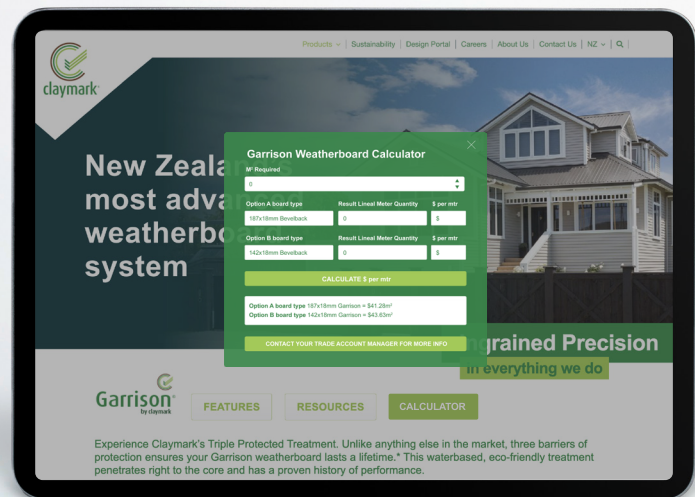 Products | Sustainability | Design Portal | Careers | About Us | Contact Us | NZ |
claymark
New Zealand's
most advanced
weatherboard
system
Garrison Weatherboard Calculator
M² Required
0
Option A board type Result Lineal Meter Quantity $ per mtr
187x18mm Bevelback 0 $
Option B board type Result Lineal Meter Quantity $ per mtr
142x18mm Bevelback 0 $
CALCULATE $ per mtr
Option A board type 187x18mm Garrison = $41.28m²
Option B board type 142x18mm Garrison = $43.63m²
CONTACT YOUR TRADE ACCOUNT MANAGER FOR MORE INFO
ngrained Precision
in everything we do
Garrison
by claymark
FEATURES RESOURCES CALCULATOR
Experience Claymark's Triple Protected Treatment. Unlike anything else in the market, three barriers of
protection ensures your Garrison weatherboard lasts a lifetime.* This waterbased, eco-friendly treatment
penetrates right to the core and has a proven history of performance.